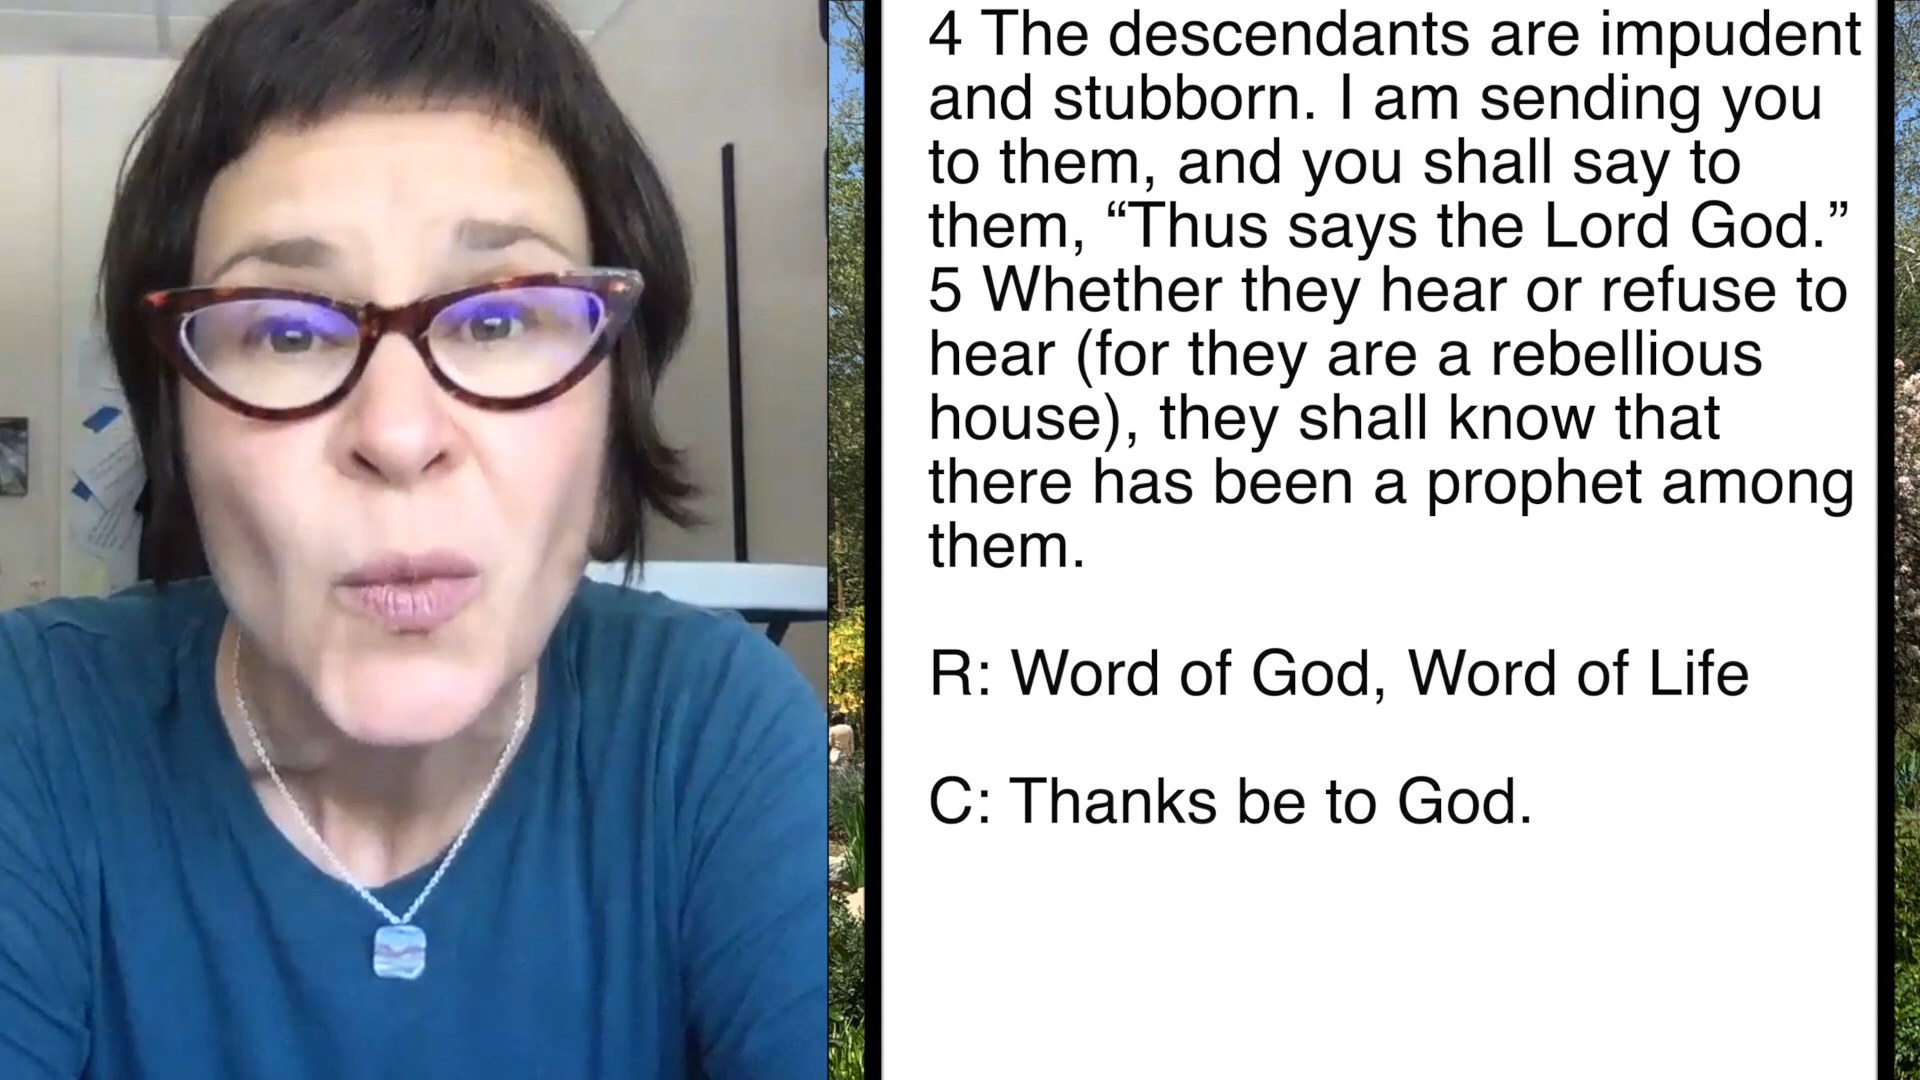 4 The descendants are impudent
and stubborn. I am sending you
to them, and you shall say to
them, “Thus says the Lord God.”
5 Whether they hear or refuse to
hear (for they are a rebellious
house), they shall know that
there has been a prophet among
them.
R: Word of God, Word of Life
C: Thanks be to God.